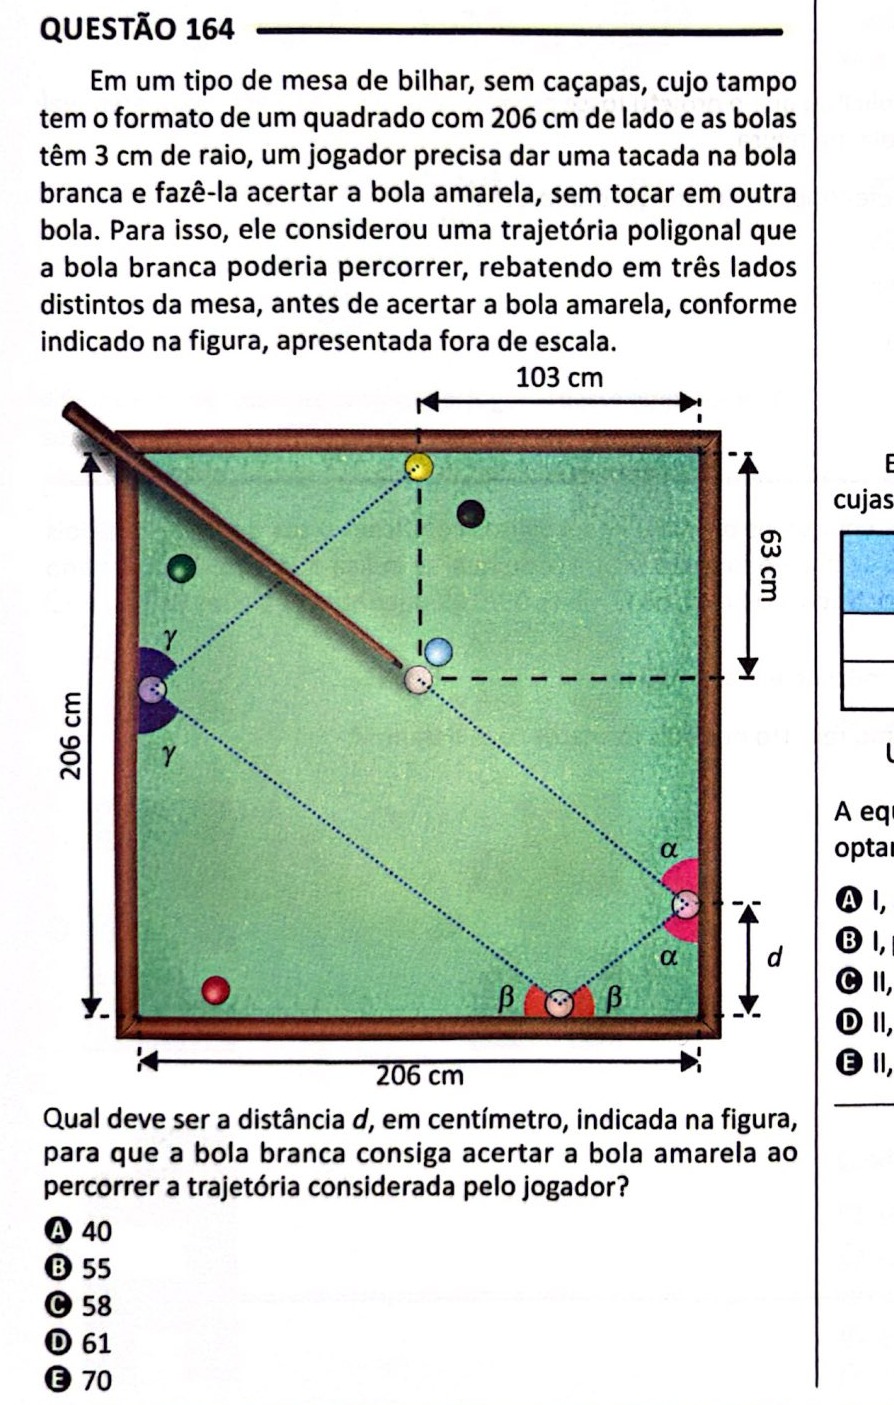 QUESTÃO 164
Em um tipo de mesa de bilhar, sem caçapas, cujo tampo
tem o formato de um quadrado com 206 cm de lado e as bolas
têm 3 cm de raio, um jogador precisa dar uma tacada na bola
branca e fazê-la acertar a bola amarela, sem tocar em outra
bola. Para isso, ele considerou uma trajetória poligonal que
a bola branca poderia percorrer, rebatendo em três lados
distintos da mesa, antes de acertar a bola amarela, conforme
indicado na figura, apresentada fora de escala.
103 cm
63 cm
206 cm
γ
γ
α
α
d
β
β
206 cm
Qual deve ser a distância d, em centímetro, indicada na figura,
para que a bola branca consiga acertar a bola amarela ao
percorrer a trajetória considerada pelo jogador?
A 40
B 55
C 58
D 61
E 70
cujas
A equ
optar
A I,
B I,
C II,
D II,
E II,